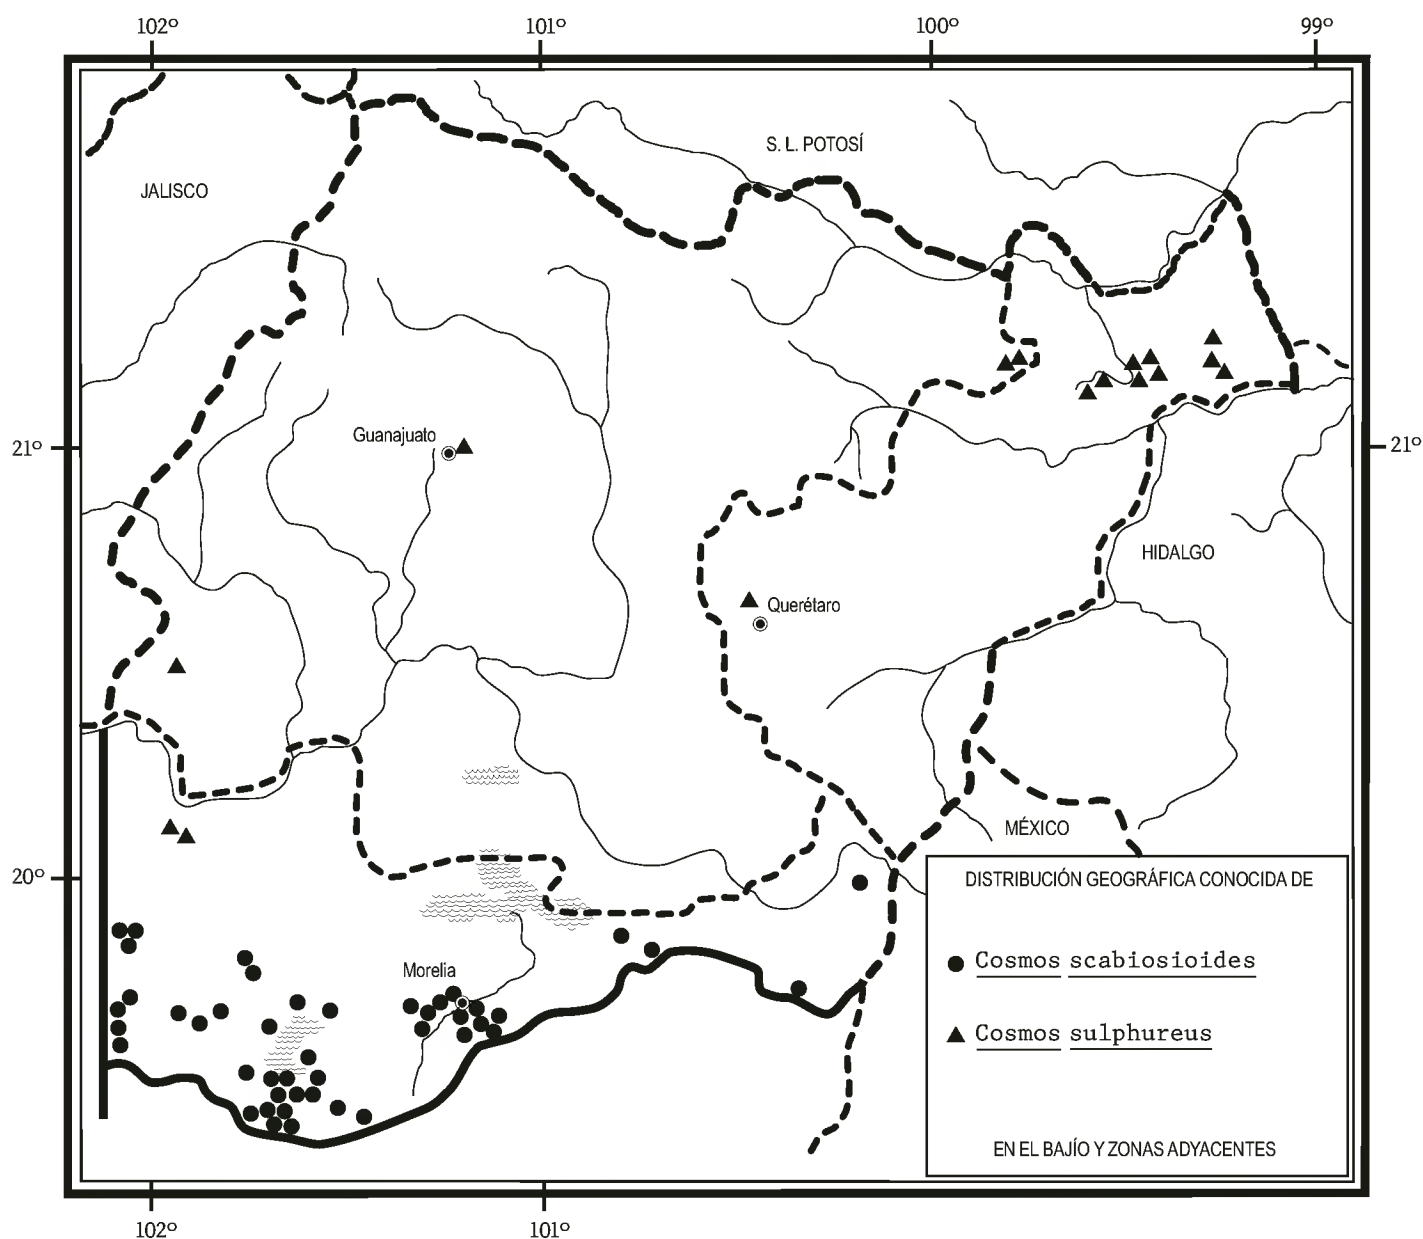 102º 101º 100º 99º
S. L. POTOSÍ
JALISCO
Guanajuato
21º
21º
HIDALGO
Querétaro
MÉXICO
20º
DISTRIBUCIÓN GEOGRÁFICA CONOCIDA DE
Cosmos scabiosioides
Morelia
Cosmos sulphureus
EN EL BAJÍO Y ZONAS ADYACENTES
102º 101º